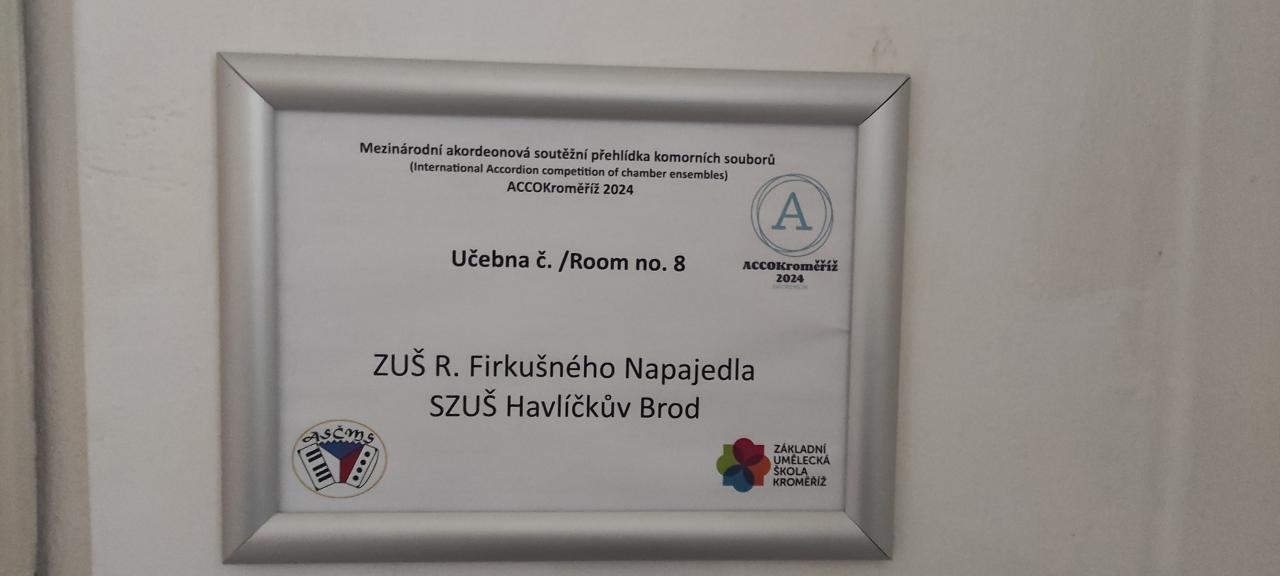 Mezinárodní akordeonová soutěžní přehlídka komorních souborů
(International Accordion competition of chamber ensembles)
ACCOKroměříž 2024
A
ACCOKroměříž
2024
Učebna č. /Room no. 8
ZUŠ R. Firkušného Napajedla
SZUŠ Havlíčkův Brod
ASČMS
ZÁKLADNÍ
UMĚLECKÁ
ŠKOLA
KROMĚŘÍŽ